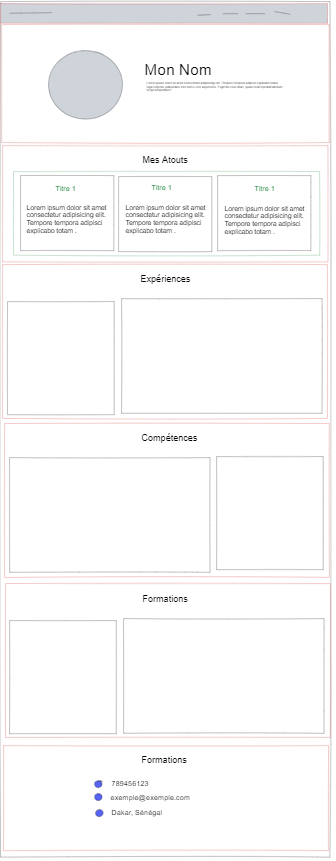 Mon Nom
Mes Atouts
Titre 1
Lorem ipsum dolor sit amet
consectetur adipisicing elit.
Tempore tempora adipisci
explicabo totam .
Titre 1
Lorem ipsum dolor sit amet
consectetur adipisicing elit.
Tempore tempora adipisci
explicabo totam .
Titre 1
Lorem ipsum dolor sit amet
consectetur adipisicing elit.
Tempore tempora adipisci
explicabo totam .
Expériences
Compétences
Formations
Formations
789456123
exemple@exemple.com
Dakar, Sénégal